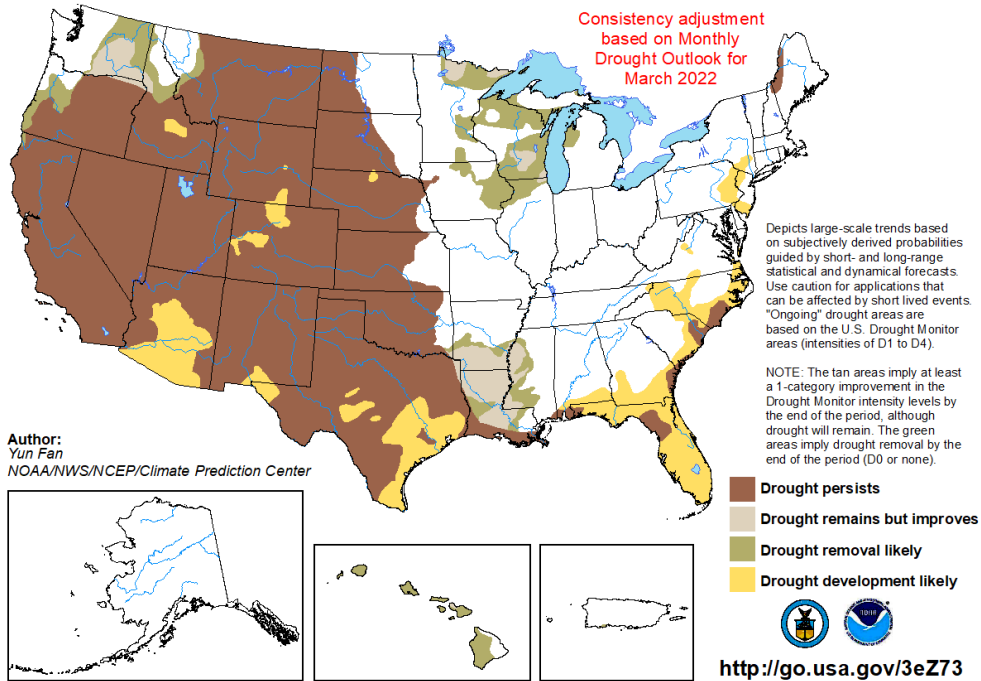 Consistency adjustment
based on Monthly
Drought Outlook for
March 2022
Depicts large-scale trends based
on subjectively derived probabilities
guided by short- and long-range
statistical and dynamical forecasts.
Use caution for applications that
can be affected by short lived events.
"Ongoing" drought areas are
based on the U.S. Drought Monitor
areas (intensities of D1 to D4).
NOTE: The tan areas imply at least
a 1-category improvement in the
Drought Monitor intensity levels by
the end of the period, although
drought will remain. The green
areas imply drought removal by the
end of the period (D0 or none).
Author:
Yun Fan
NOAA/NWS/NCEP/Climate Prediction Center
Drought persists
Drought remains but improves
Drought removal likely
Drought development likely
http://go.usa.gov/3eZ73